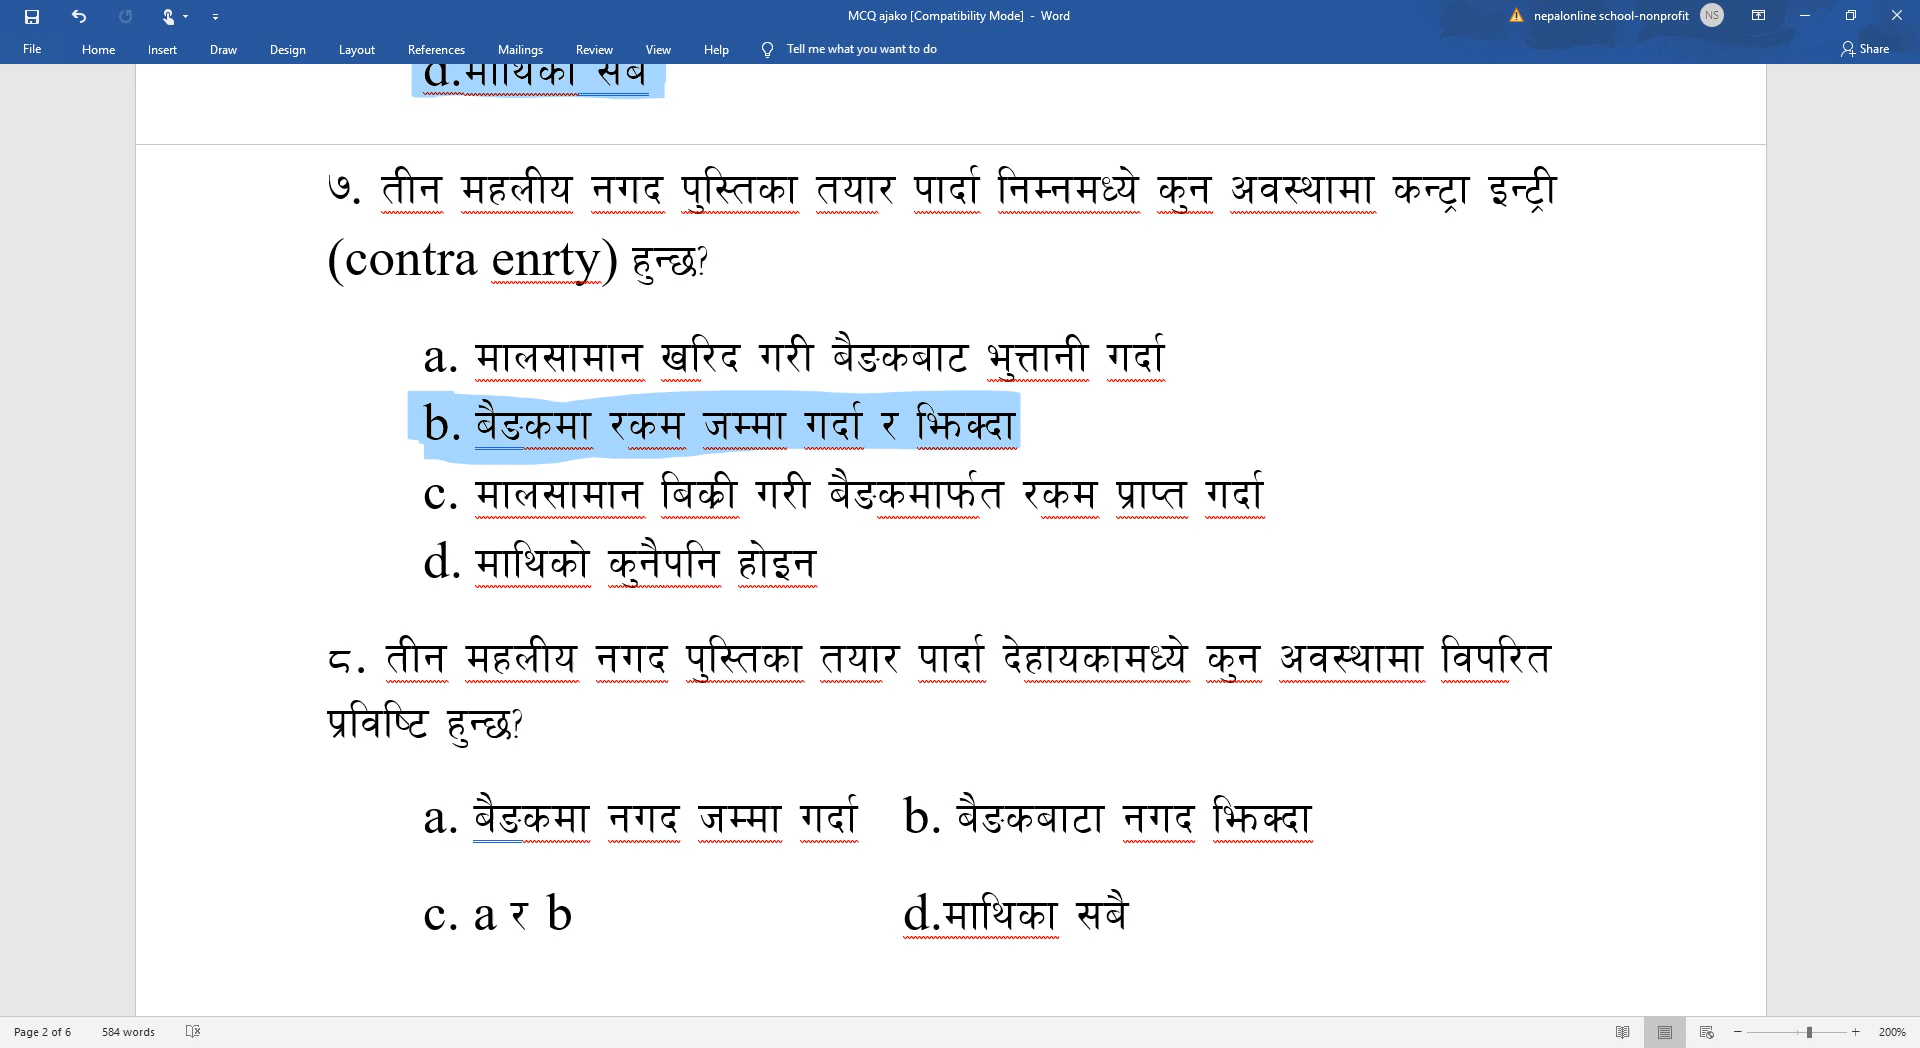 MCQ ajako [Compatibility Mode] - Word
nepalonline school-nonprofit NS
File Home Insert Draw Design Layout References Mailings Review View Help Tell me what you want to do Share
d.माथिका सबै
७. तीन महलीय नगद पुस्तिका तयार पार्दा निम्नमध्ये कुन अवस्थामा कन्ट्रा इन्ट्री
(contra enrty) हुन्छ?
a. मालसामान खरिद गरी बैङकबाट भुत्तानी गर्दा
b. बैङकमा रकम जम्मा गर्दा र झिक्दा
c. मालसामान बिक्री गरी बैङकमार्फत रकम प्राप्त गर्दा
d. माथिको कुनैपनि होइन
८. तीन महलीय नगद पुस्तिका तयार पार्दा देहायकामध्ये कुन अवस्थामा विपरित
प्रविष्टि हुन्छ?
a. बैङकमा नगद जम्मा गर्दा b. बैङकबाटा नगद झिक्दा
c. a र b d.माथिका सबै
Page 2 of 6 584 words 200%